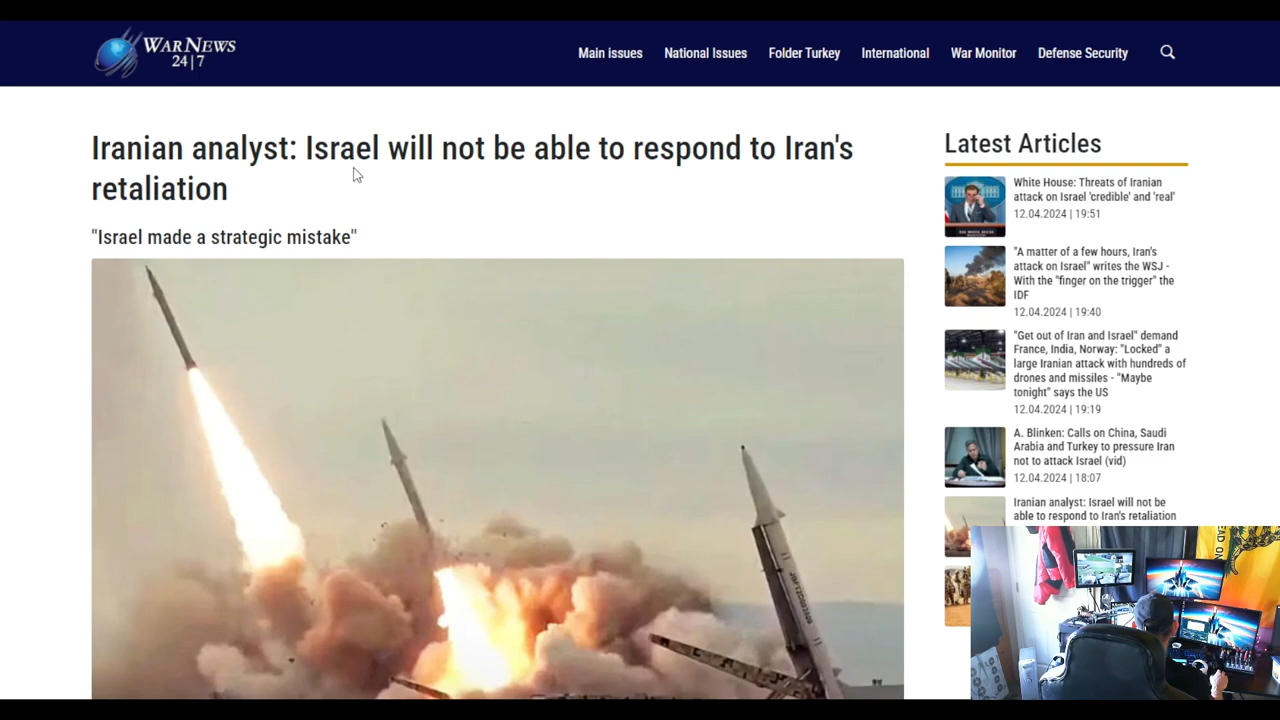 WARNEWS
24|7
Main issues
National Issues
Folder Turkey
International
War Monitor
Defense Security
Iranian analyst: Israel will not be able to respond to Iran's
retaliation
"Israel made a strategic mistake"
Latest Articles
White House: Threats of Iranian
attack on Israel 'credible' and 'real'
12.04.2024 | 19:51
"A matter of a few hours, Iran's
attack on Israel" writes the WSJ -
With the "finger on the trigger" the
IDF
12.04.2024 | 19:40
"Get out of Iran and Israel" demand
France, India, Norway: "Locked" a
large Iranian attack with hundreds of
drones and missiles - "Maybe
tonight" says the US
12.04.2024 | 19:19
A. Blinken: Calls on China, Saudi
Arabia and Turkey to pressure Iran
not to attack Israel (vid)
12.04.2024 | 18:07
Iranian analyst: Israel will not be
able to respond to Iran's retaliation
EAD ON